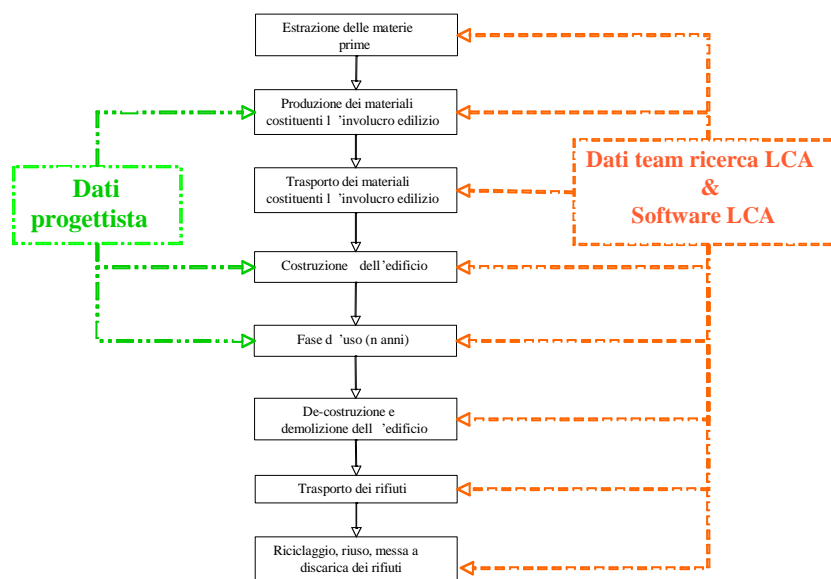 Estrazione delle materie
prime
Produzione dei materiali
costituenti l 'involucro edilizio
Dati team ricerca LCA
&
Software LCA
Dati
progettista
Trasporto dei materiali
costituenti l 'involucro edilizio
Costruzione dell'edificio
Fase d 'uso (n anni)
De-costruzione e
demolizione dell 'edificio
Trasporto dei rifiuti
Riciclaggio, riuso, messa a
discarica dei rifiuti